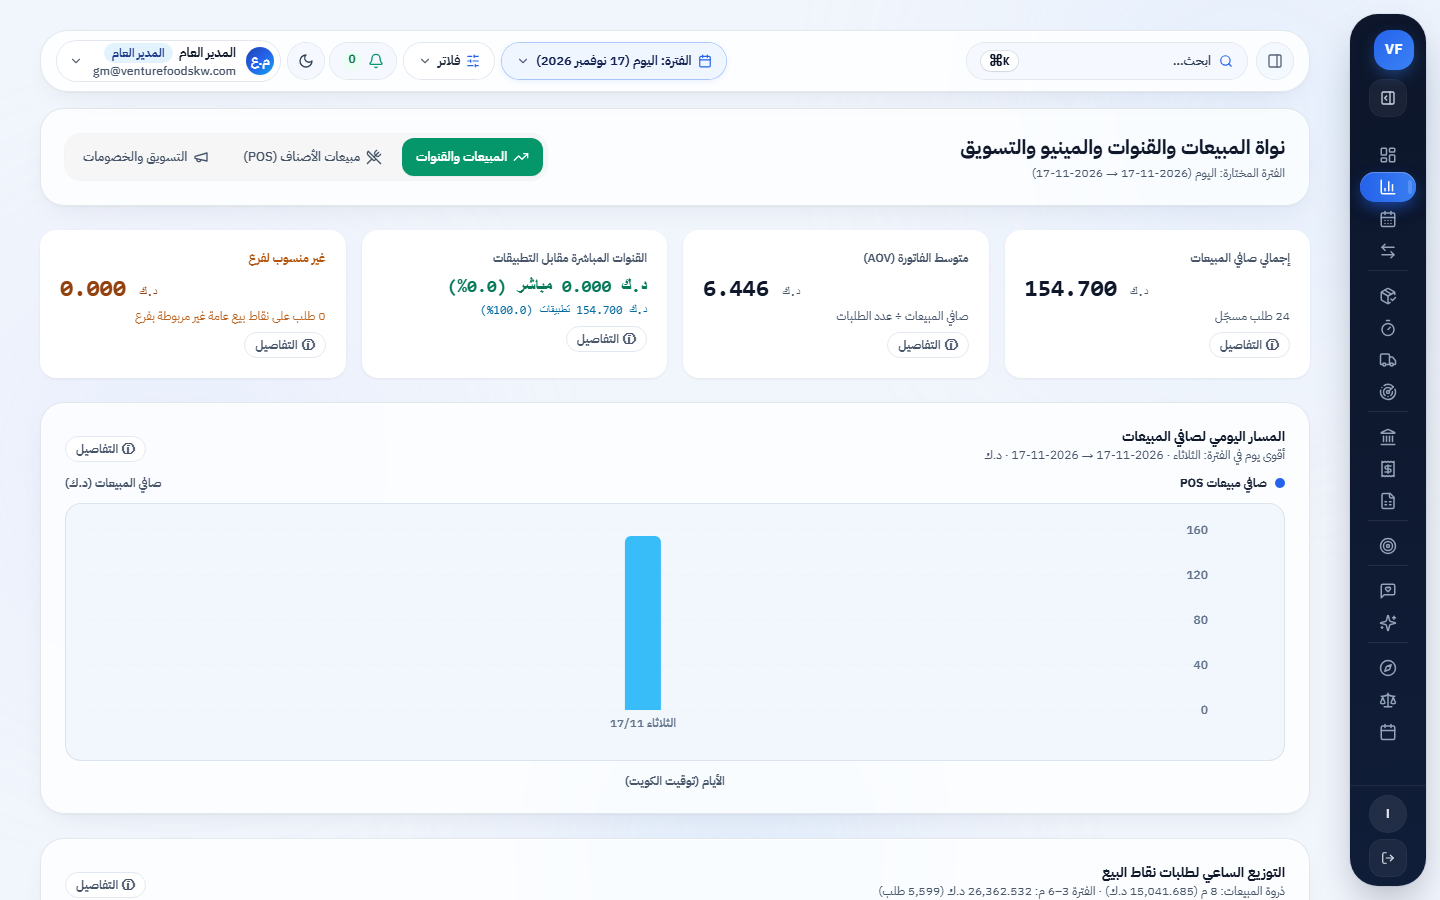 VF
ابحث...
⌘K
الفترة: اليوم (17 نوفمبر 2026)
فلاتر
0
م.ع
المدير العام
المدير العام
gm@venturefoodskw.com
نواة المبيعات والقنوات والمينيو والتسويق
الفترة المختارة: اليوم (2026-11-17 → 2026-11-17)
المبيعات والقنوات
مبيعات الأصناف (POS)
التسويق والخصومات
إجمالي صافي المبيعات
154.700 د.ك
24 طلب مسجّل
التفاصيل
متوسط الفاتورة (AOV)
6.446 د.ك
صافي المبيعات ÷ عدد الطلبات
التفاصيل
القنوات المباشرة مقابل التطبيقات
د.ك 0.000 مباشر (0.0%)
د.ك 154.700 تطبيقات (100.0%)
التفاصيل
غير منسوب لفرع
0.000 د.ك
0 طلب على نقاط بيع عامة غير مربوطة بفرع
التفاصيل
المسار اليومي لصافي المبيعات
أقوى يوم في الفترة: الثلاثاء · 2026-11-17 → 2026-11-17 · د.ك
التفاصيل
صافي مبيعات POS
صافي المبيعات (د.ك)
160
120
80
40
0
الثلاثاء 17/11
الأيام (توقيت الكويت)
التوزيع الساعي لطلبات نقاط البيع
ذروة المبيعات: 8 م (15,041.685 د.ك) · الفترة 3–6 م: 26,362.532 د.ك (5,599 طلب)
التفاصيل
I